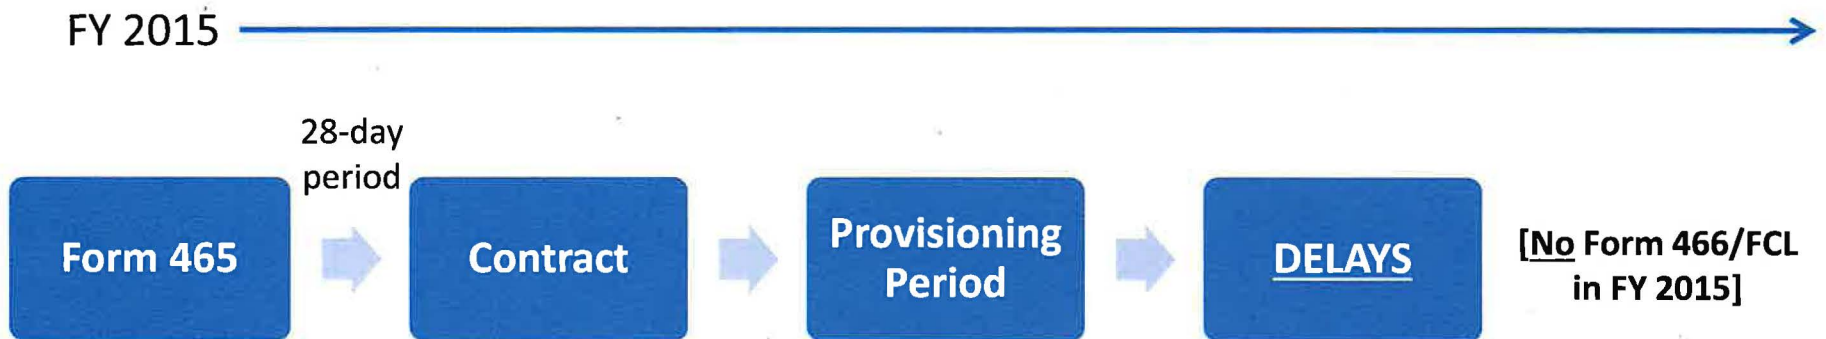 FY 2015
28-day
period
Form 465
Contract
Provisioning
Period
DELAYS
[No Form 466/FCL
in FY 2015]